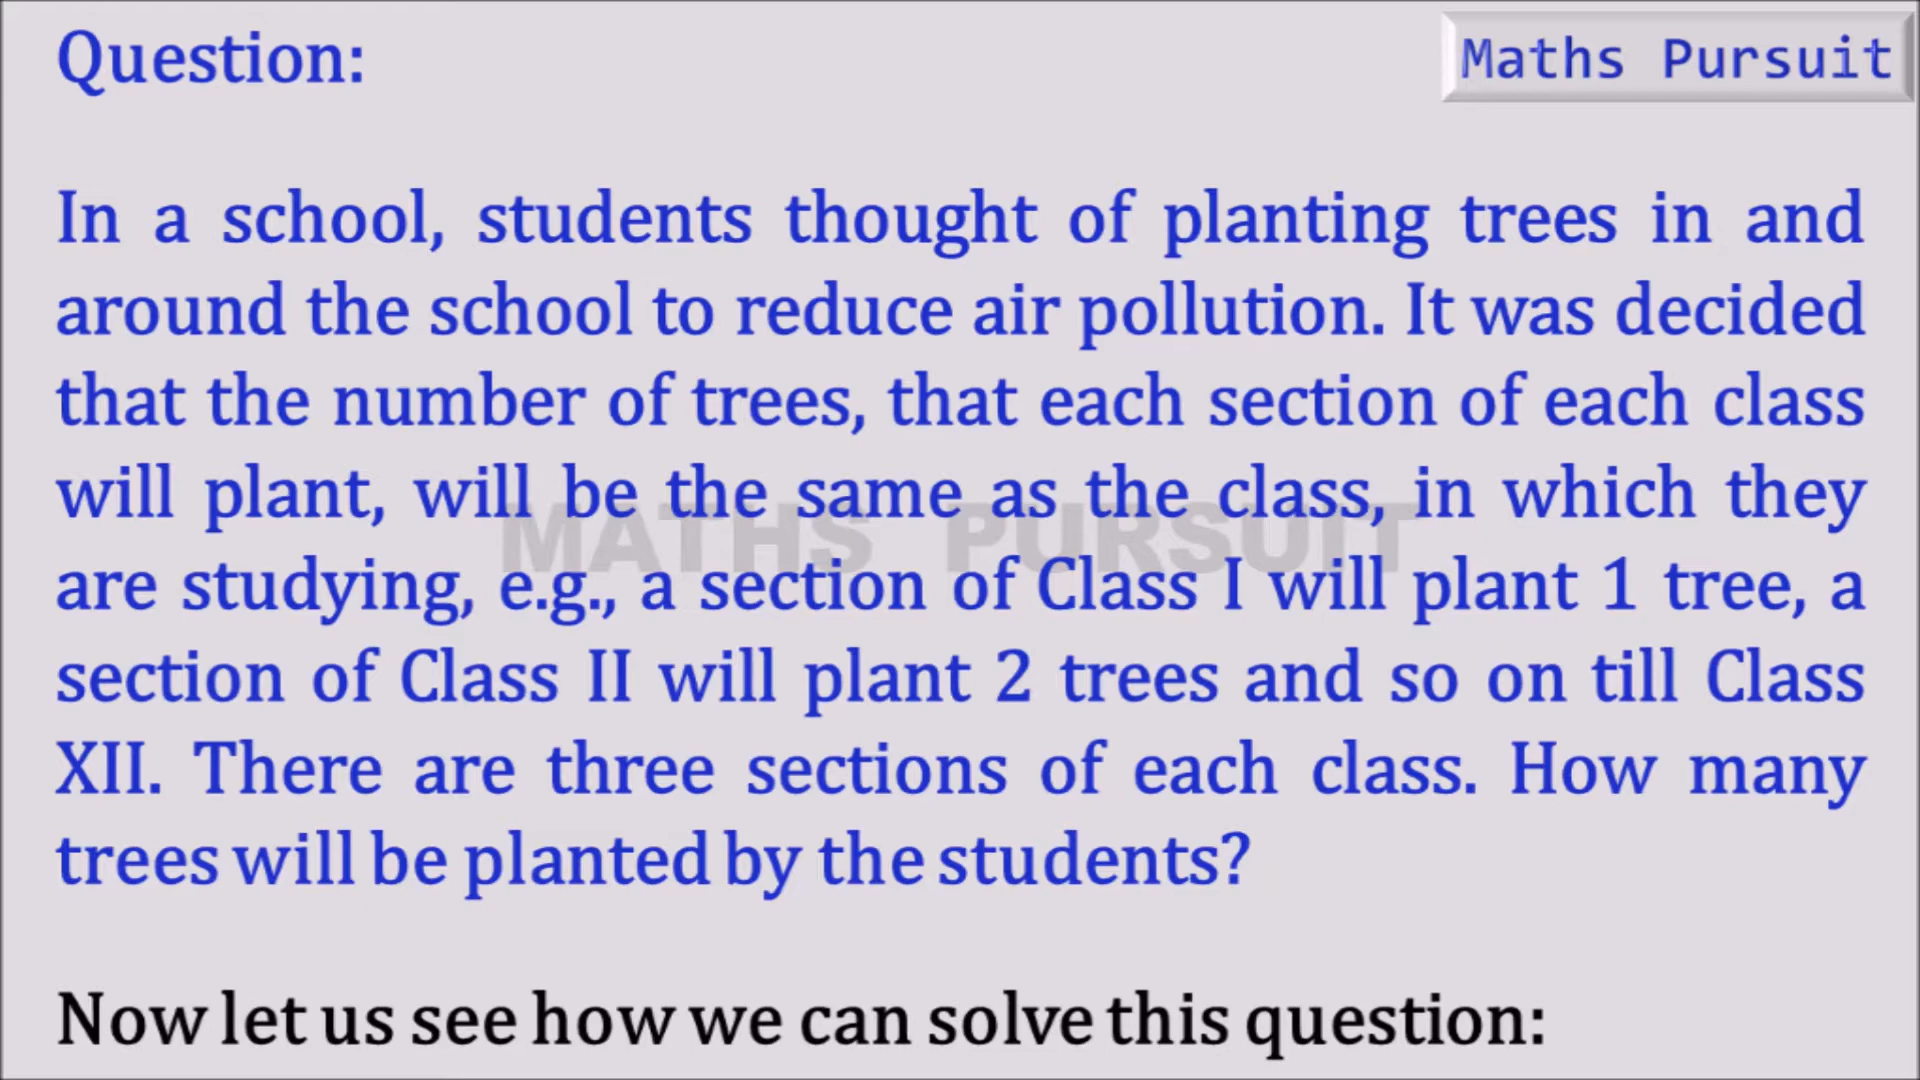 Question:
Maths Pursuit
In a school, students thought of planting trees in and
around the school to reduce air pollution. It was decided
that the number of trees, that each section of each class
will plant, will be the same as the class, in which they
MATHS PURSUIT
are studying, e.g., a section of Class I will plant 1 tree, a
section of Class II will plant 2 trees and so on till Class
XII. There are three sections of each class. How many
trees will be planted by the students?
Now let us see how we can solve this question: